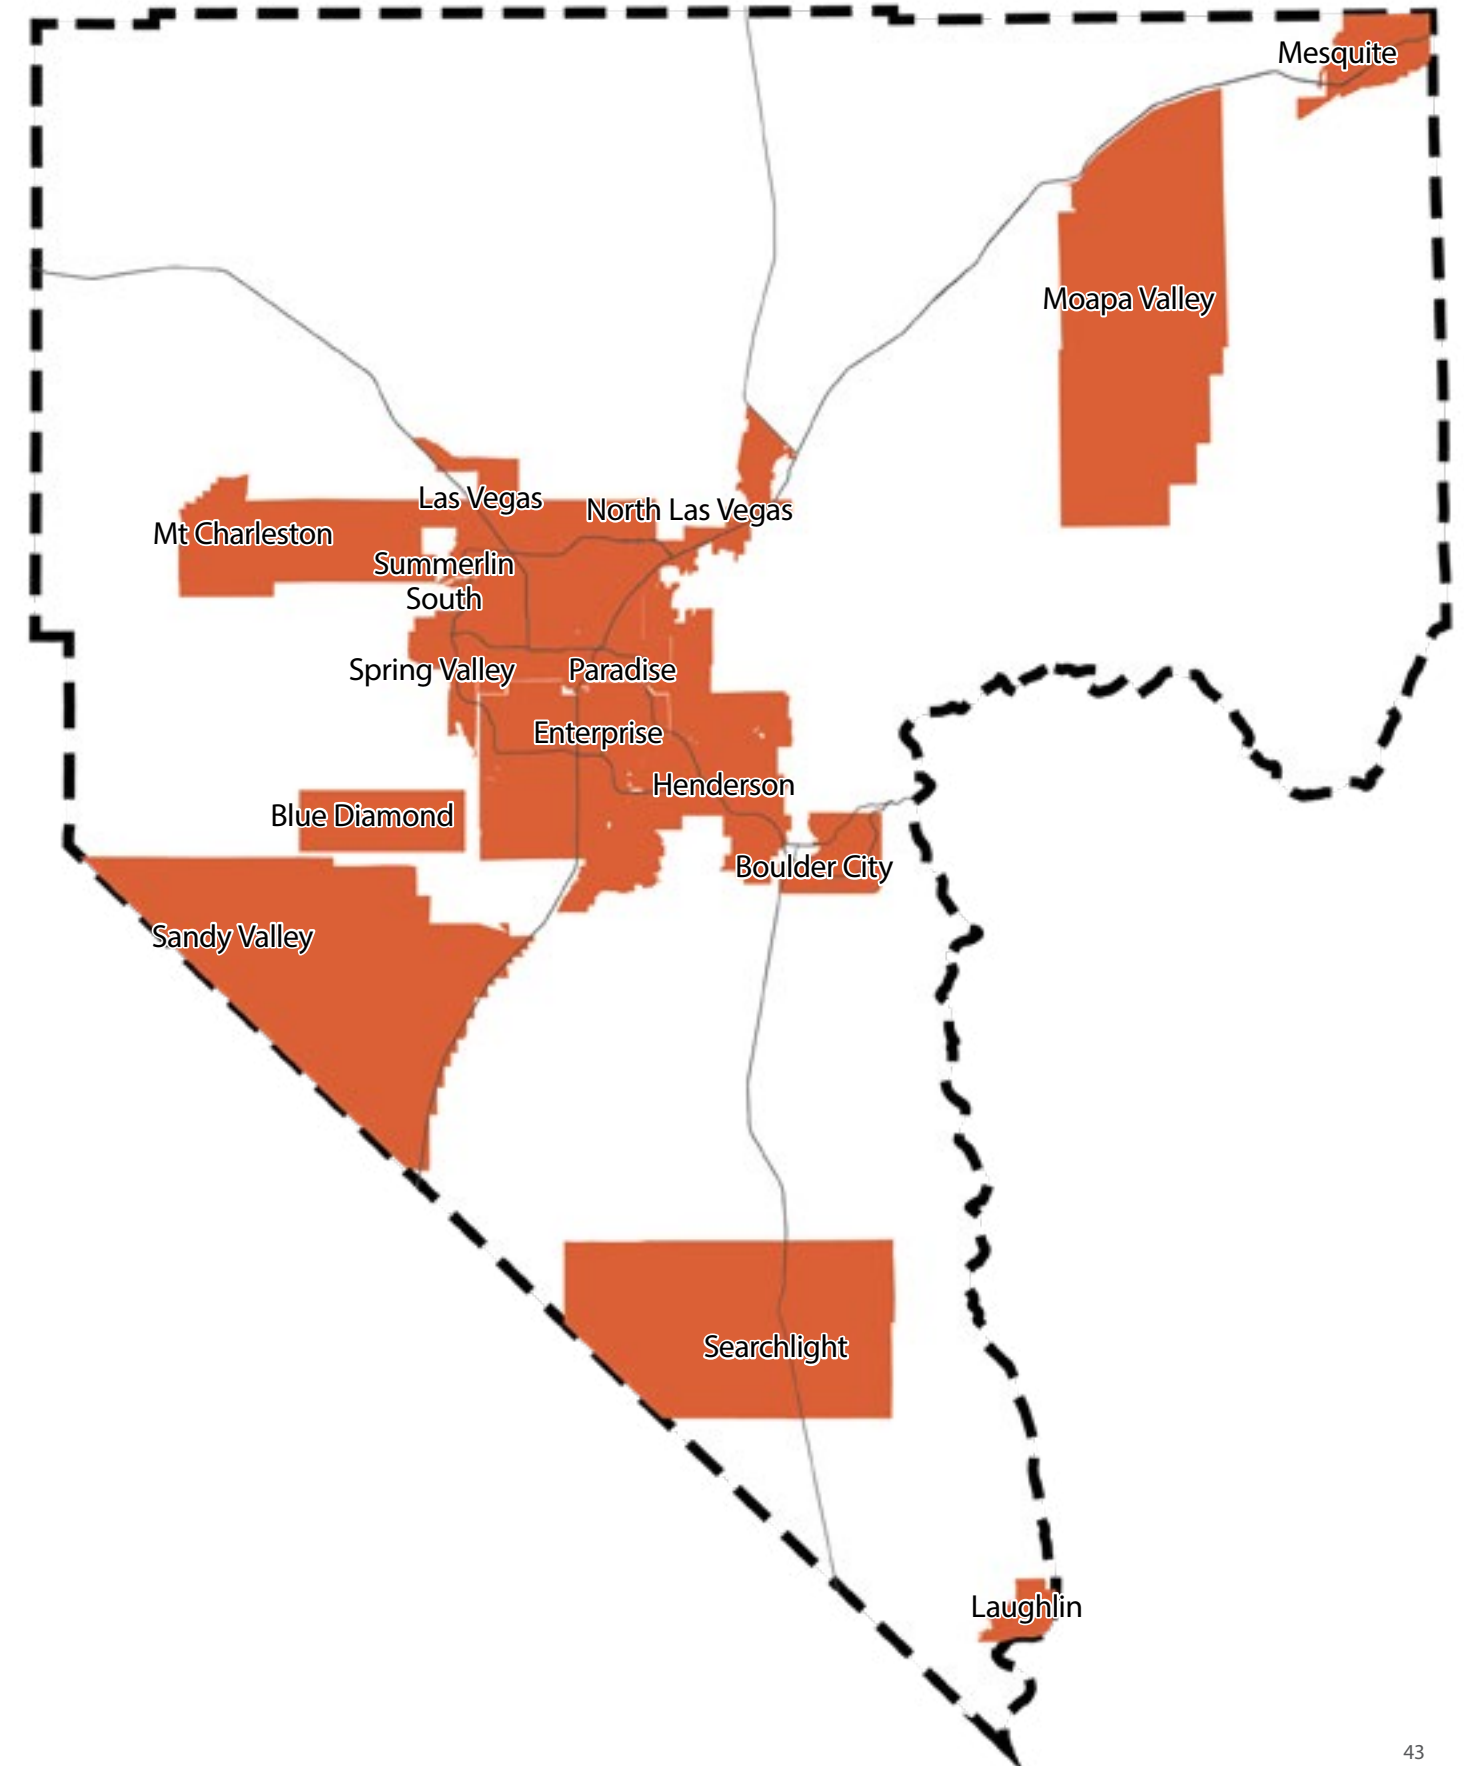 Mesquite
Moapa Valley
Las Vegas
North Las Vegas
Mt Charleston
Summerlin
South
Spring Valley
Paradise
Enterprise
Henderson
Blue Diamond
Boulder City
Sandy Valley
Searchlight
Laughlin
43